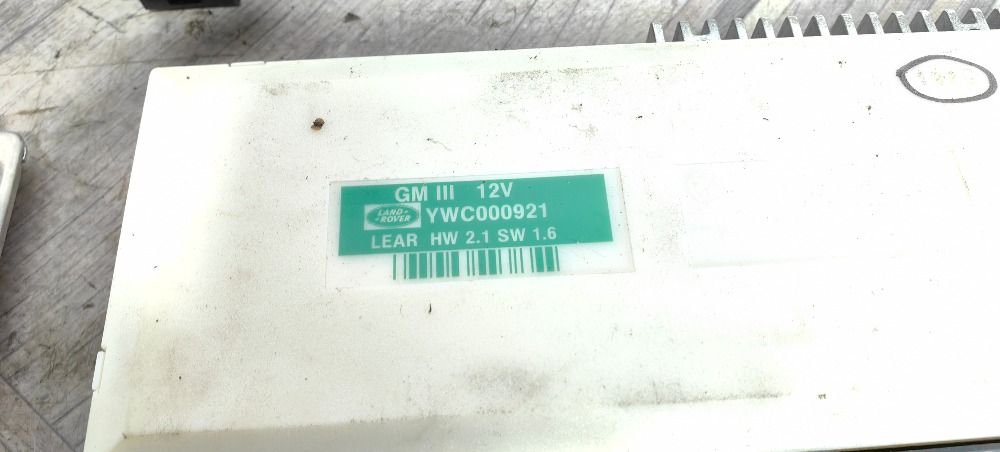 GM III 12V
LAND-
-ROVER
YWC000921
LEAR HW 2.1 SW 1.6